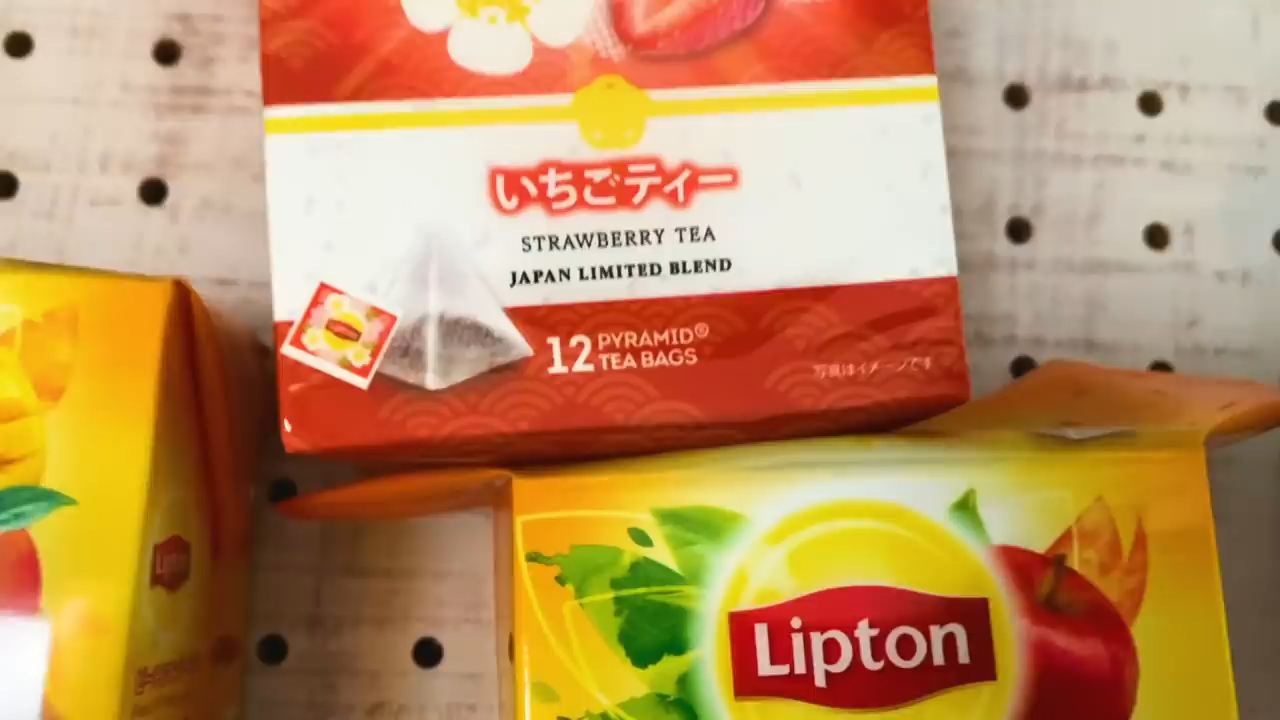 いちごティー
STRAWBERRY TEA
JAPAN LIMITED BLEND
12 PYRAMID®
TEA BAGS
写真はイメージです
Lipton
Lipton